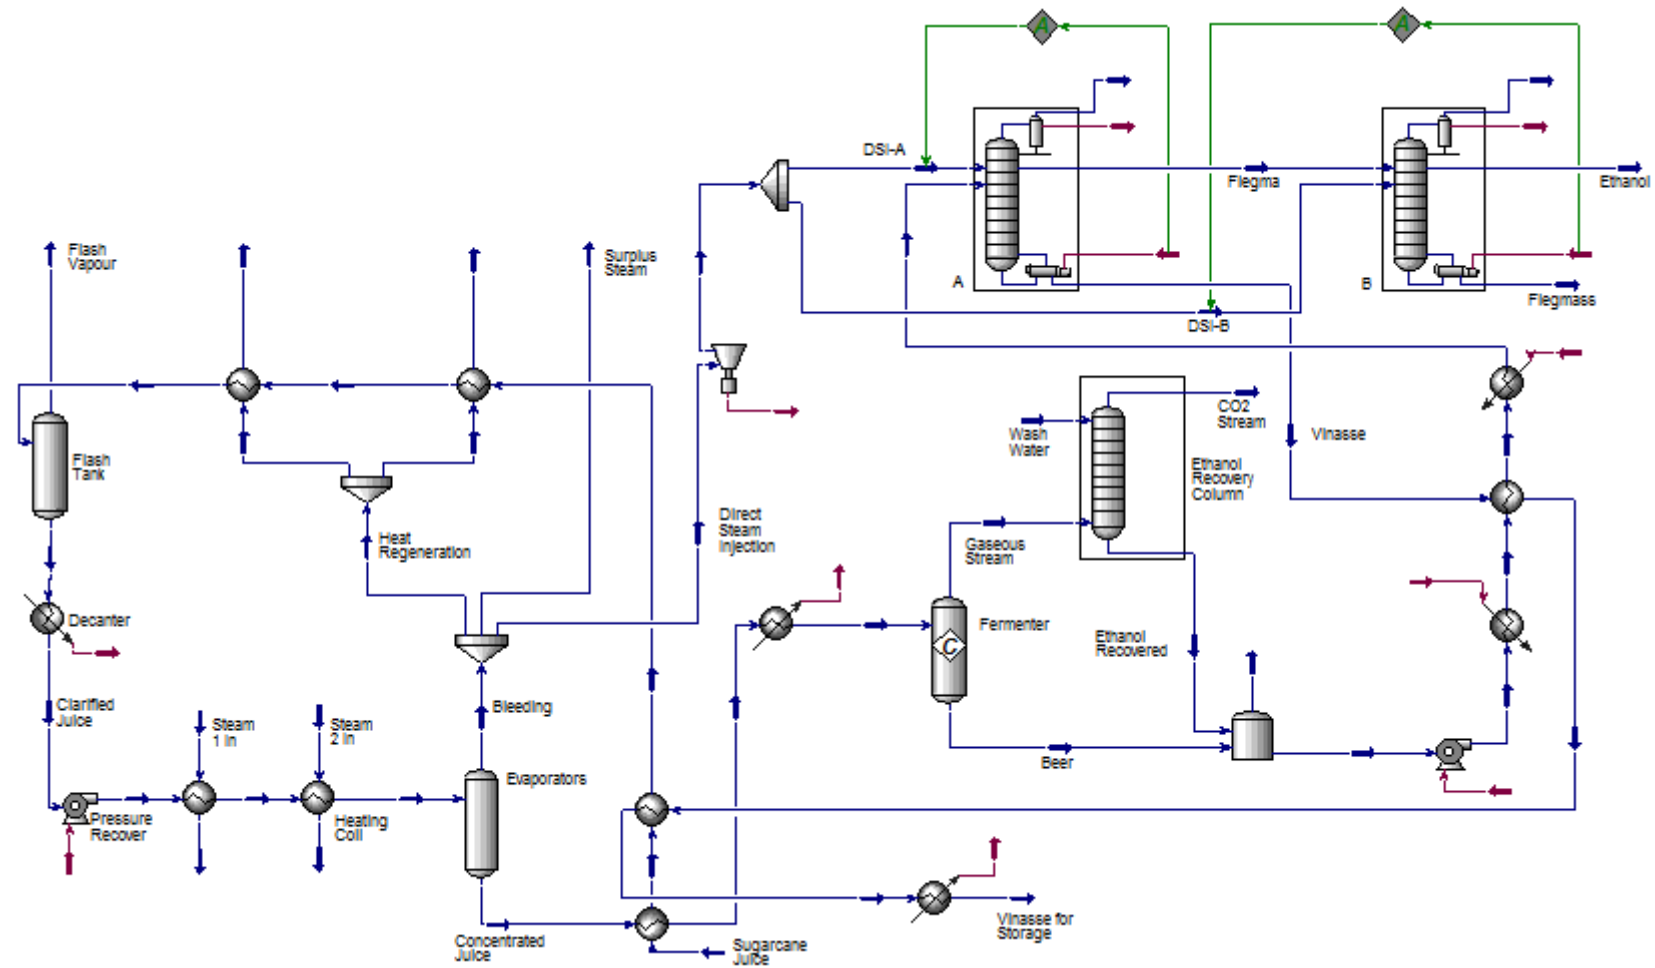 A
A
DSI-A
Flegma
Ethanol
A
B
Flegmass
DSI-B
Flash
Vapour
Surplus
Steam
CO2
Stream
Wash
Water
Vinasse
Flash
Tank
Ethanol
Recovery
Column
Direct
Steam
Injection
Heat
Regeneration
Gaseous
Stream
Decanter
Fermenter
C
Ethanol
Recovered
Clarified
Juice
Bleeding
Steam
1 In
Steam
2 In
Beer
Evaporators
Pressure
Recover
Heating
Coil
Vinasse for
Storage
Concentrated
Juice
Sugarcane
Juice